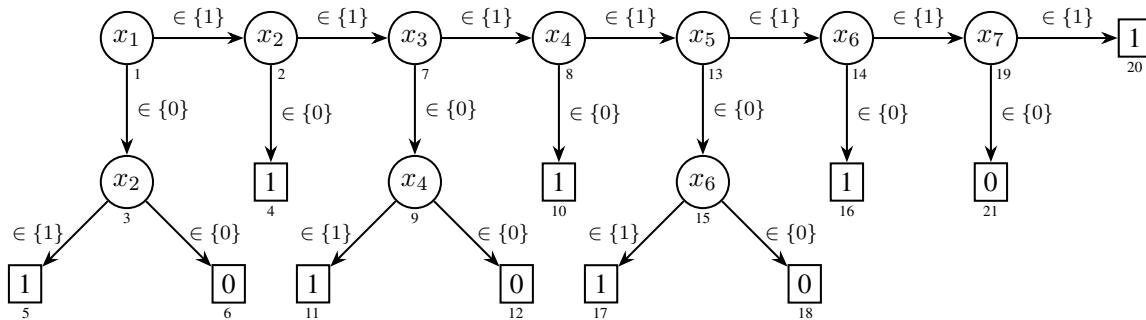 ∈ {1} ∈ {1} ∈ {1} ∈ {1} ∈ {1} ∈ {1} ∈ {1}
x₁ x₂ x₃ x₄ x₅ x₆ x₇ 1
1 2 7 8 13 14 19 20
∈ {0} ∈ {0} ∈ {0} ∈ {0} ∈ {0} ∈ {0} ∈ {0}
x₂ 1 x₄ 1 x₆ 1 0
3 4 9 10 15 16 21
∈ {1} ∈ {0} ∈ {1} ∈ {0} ∈ {1} ∈ {0}
1 0 1 0 1 0
5 6 11 12 17 18